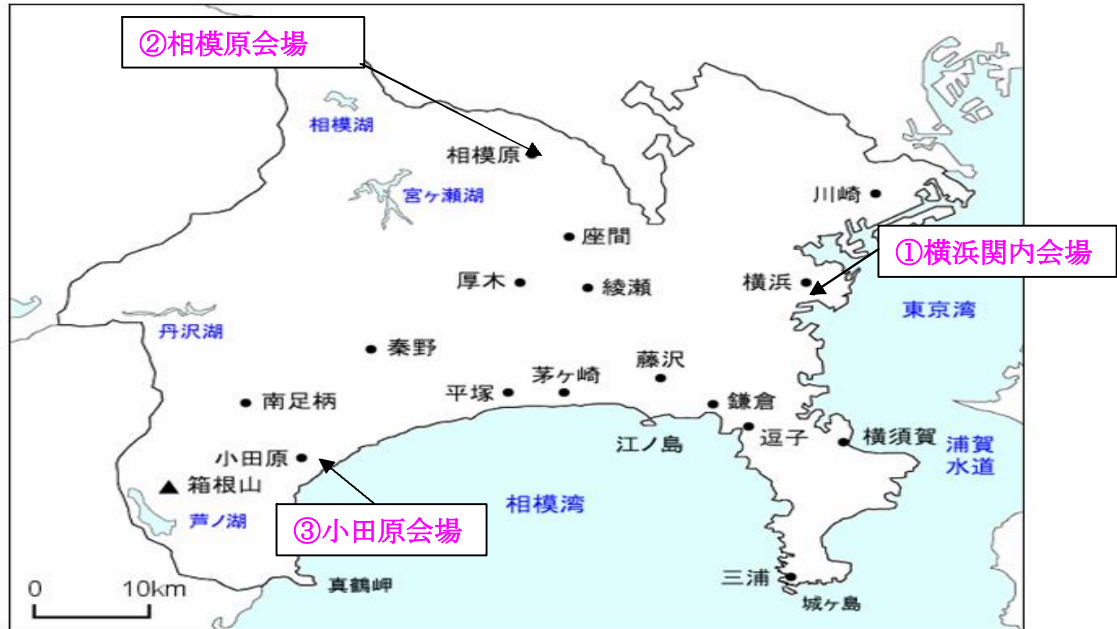 ②相模原会場
相模湖
相模原
宮ヶ瀬湖
川崎
座間
①横浜関内会場
厚木
綾瀬
横浜
東京湾
丹沢湖
秦野
藤沢
茅ヶ崎
平塚
南足柄
鎌倉
江ノ島
逗子
横須賀
浦賀
水道
小田原
箱根山
芦ノ湖
相模湾
③小田原会場
三浦
真鶴岬
城ヶ島
0 10km